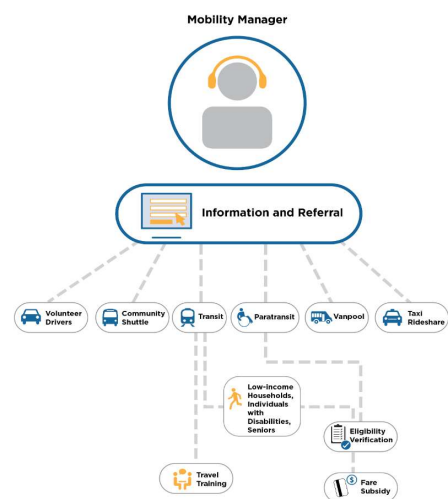 Mobility Manager
Information and Referral
Volunteer
Drivers
Community
Shuttle
Transit
Paratransit
Vanpool
Taxi
Rideshare
Low-income
Households,
Individuals
with
Disabilities,
Seniors
Eligibility
Verification
Travel
Training
$
Fare
Subsidy